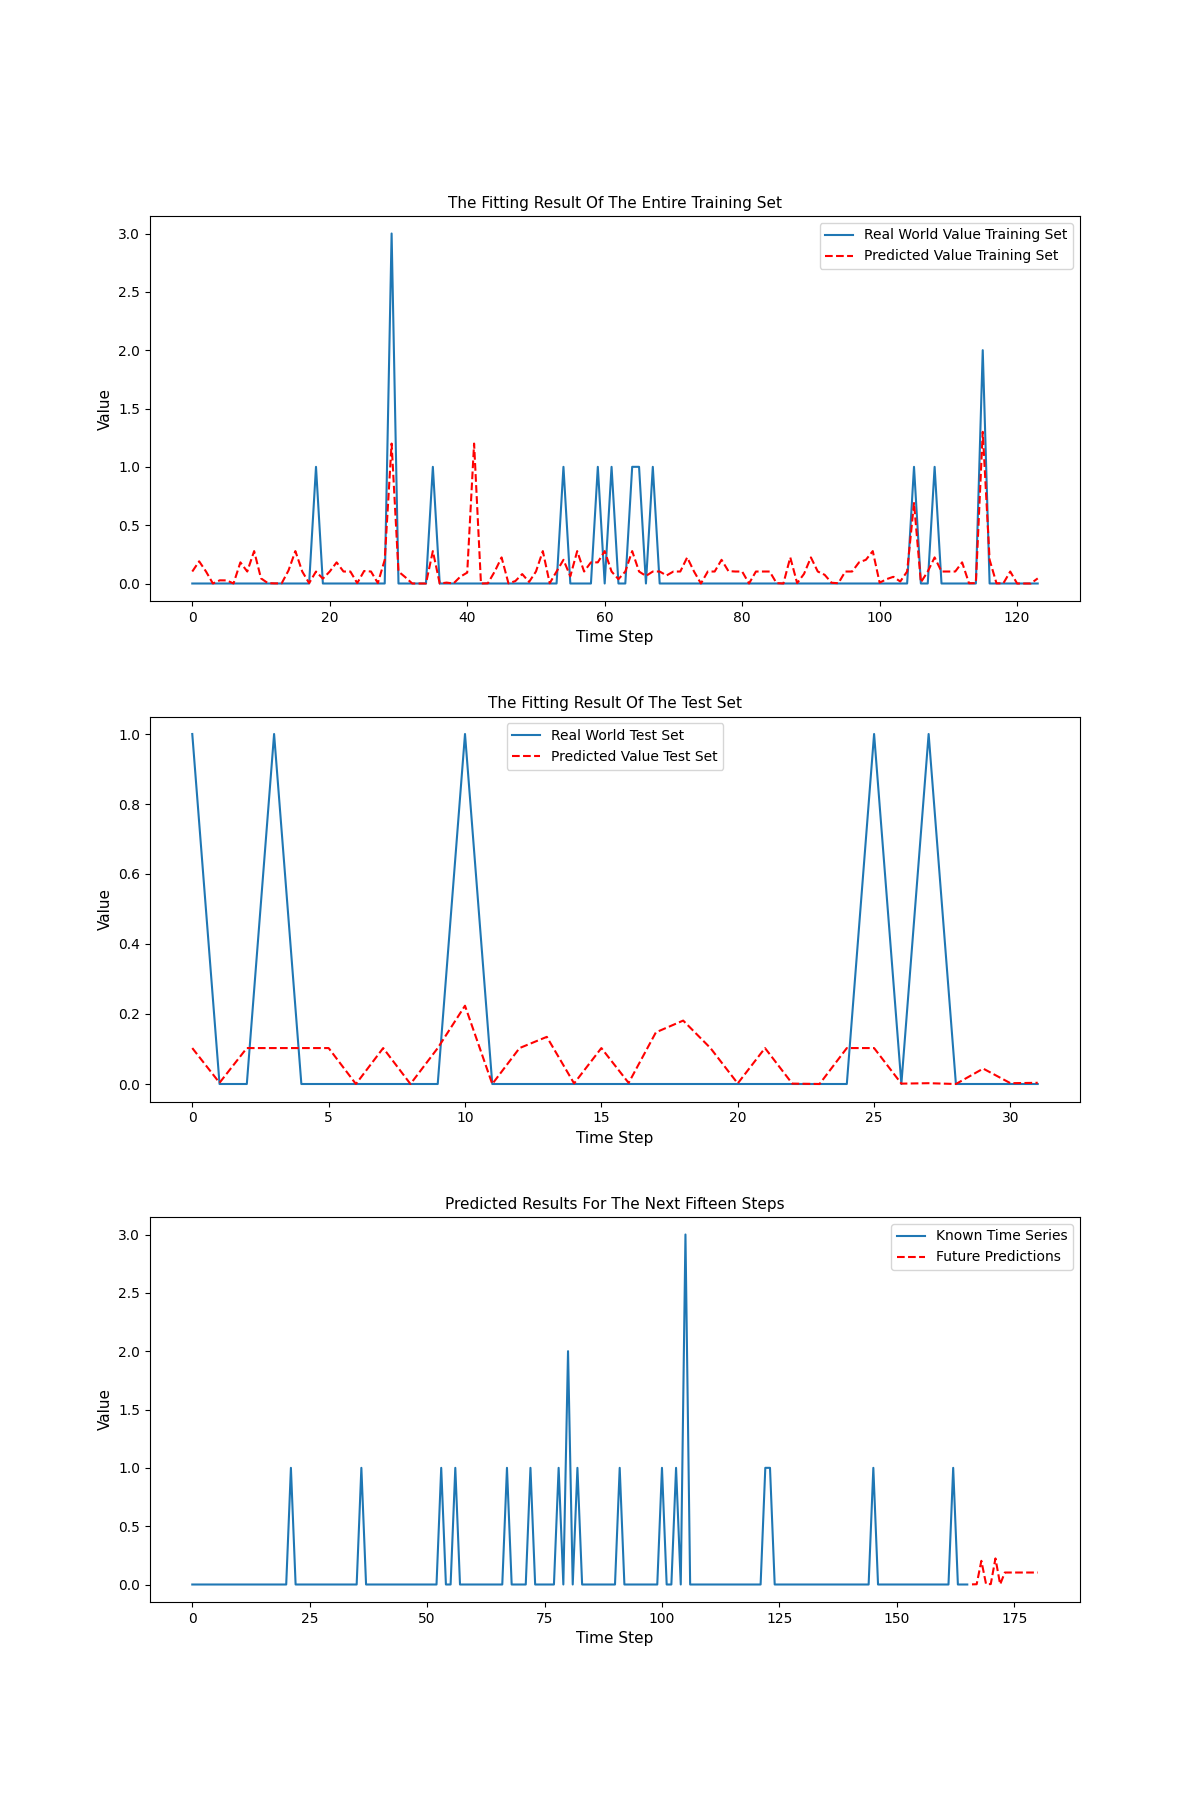 The Fitting Result Of The Entire Training Set
Real World Value Training Set
Predicted Value Training Set
3.0
2.5
2.0
1.5
1.0
0.5
0.0
Value
0 20 40 60 80 100 120
Time Step
The Fitting Result Of The Test Set
Real World Test Set
Predicted Value Test Set
1.0
0.8
0.6
0.4
0.2
0.0
Value
0 5 10 15 20 25 30
Time Step
Predicted Results For The Next Fifteen Steps
Known Time Series
Future Predictions
3.0
2.5
2.0
1.5
1.0
0.5
0.0
Value
0 25 50 75 100 125 150 175
Time Step